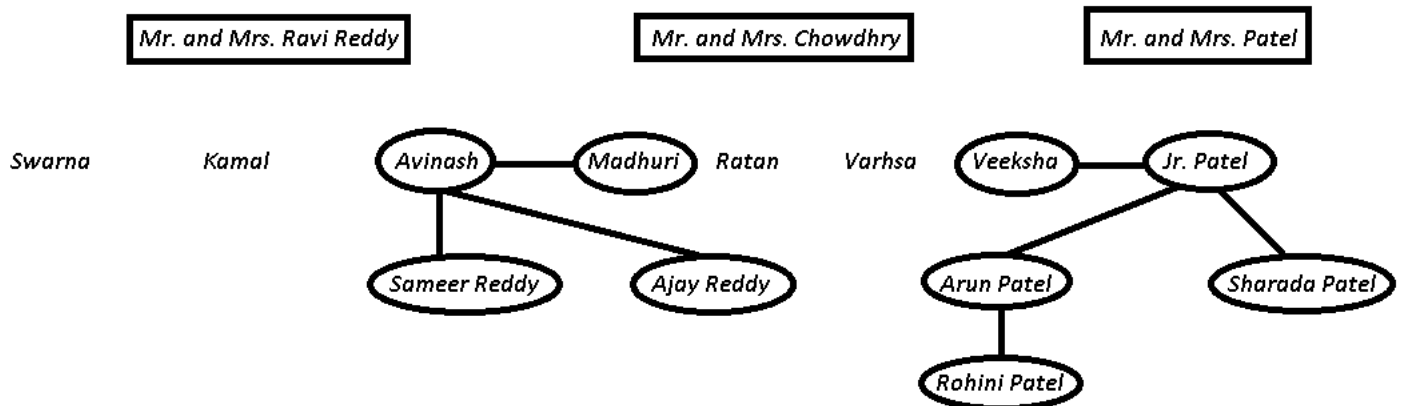 Mr. and Mrs. Ravi Reddy
Mr. and Mrs. Chowdhry
Mr. and Mrs. Patel
Swarna
Kamal
Avinash
Madhuri
Ratan
Varhsa
Veeksha
Jr. Patel
Sameer Reddy
Ajay Reddy
Arun Patel
Sharada Patel
Rohini Patel